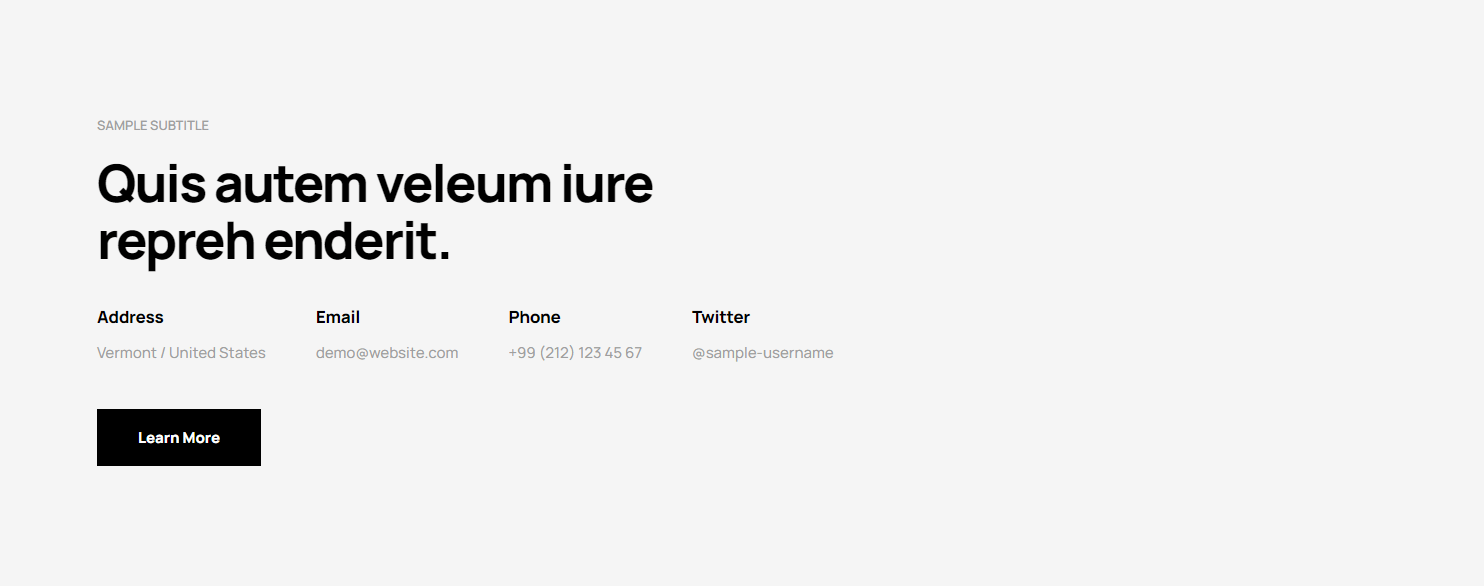 SAMPLE SUBTITLE
Quis autem veleum iure
repreh enderit.
Address
Vermont / United States
Email
demo@website.com
Phone
+99 (212) 123 45 67
Twitter
@sample-username
Learn More